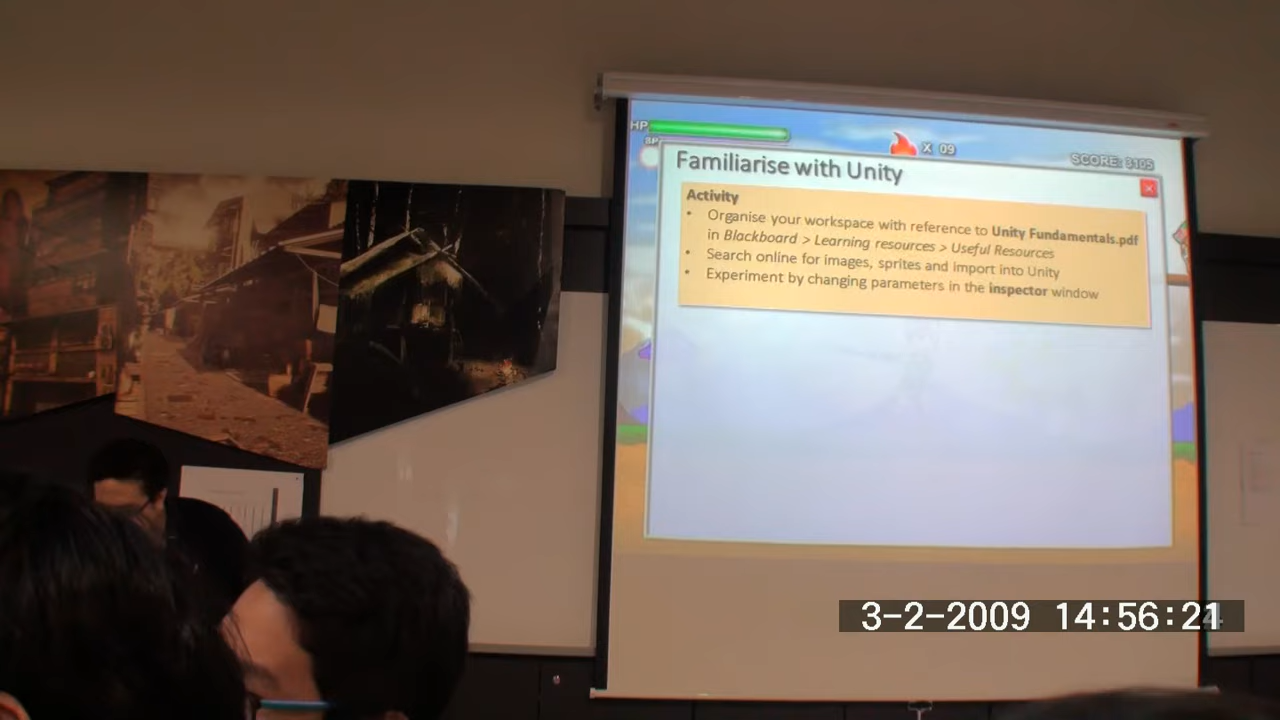 HP
SP
X 09
SCORE: 3105
Familiarise with Unity
Activity
• Organise your workspace with reference to Unity Fundamentals.pdf
in Blackboard > Learning resources > Useful Resources
• Search online for images, sprites and import into Unity
• Experiment by changing parameters in the inspector window
3-2-2009 14:56:21